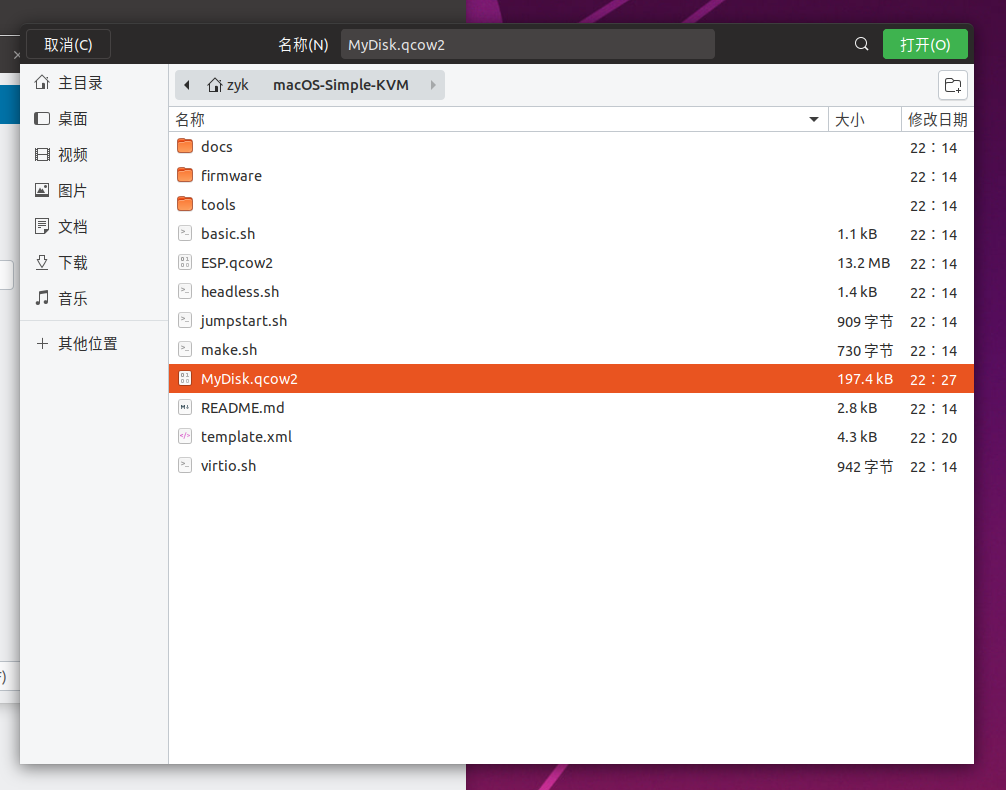 取消(C)
名称(N)
MyDisk.qcow2
打开(O)
主目录
桌面
视频
图片
文档
下载
音乐
其他位置
zyk
macOS-Simple-KVM
名称
大小
修改日期
docs 22：14
firmware 22：14
tools 22：14
basic.sh 1.1 kB 22：14
ESP.qcow2 13.2 MB 22：14
headless.sh 1.4 kB 22：14
jumpstart.sh 909 字节 22：14
make.sh 730 字节 22：14
MyDisk.qcow2 197.4 kB 22：27
README.md 2.8 kB 22：14
template.xml 4.3 kB 22：20
virtio.sh 942 字节 22：14